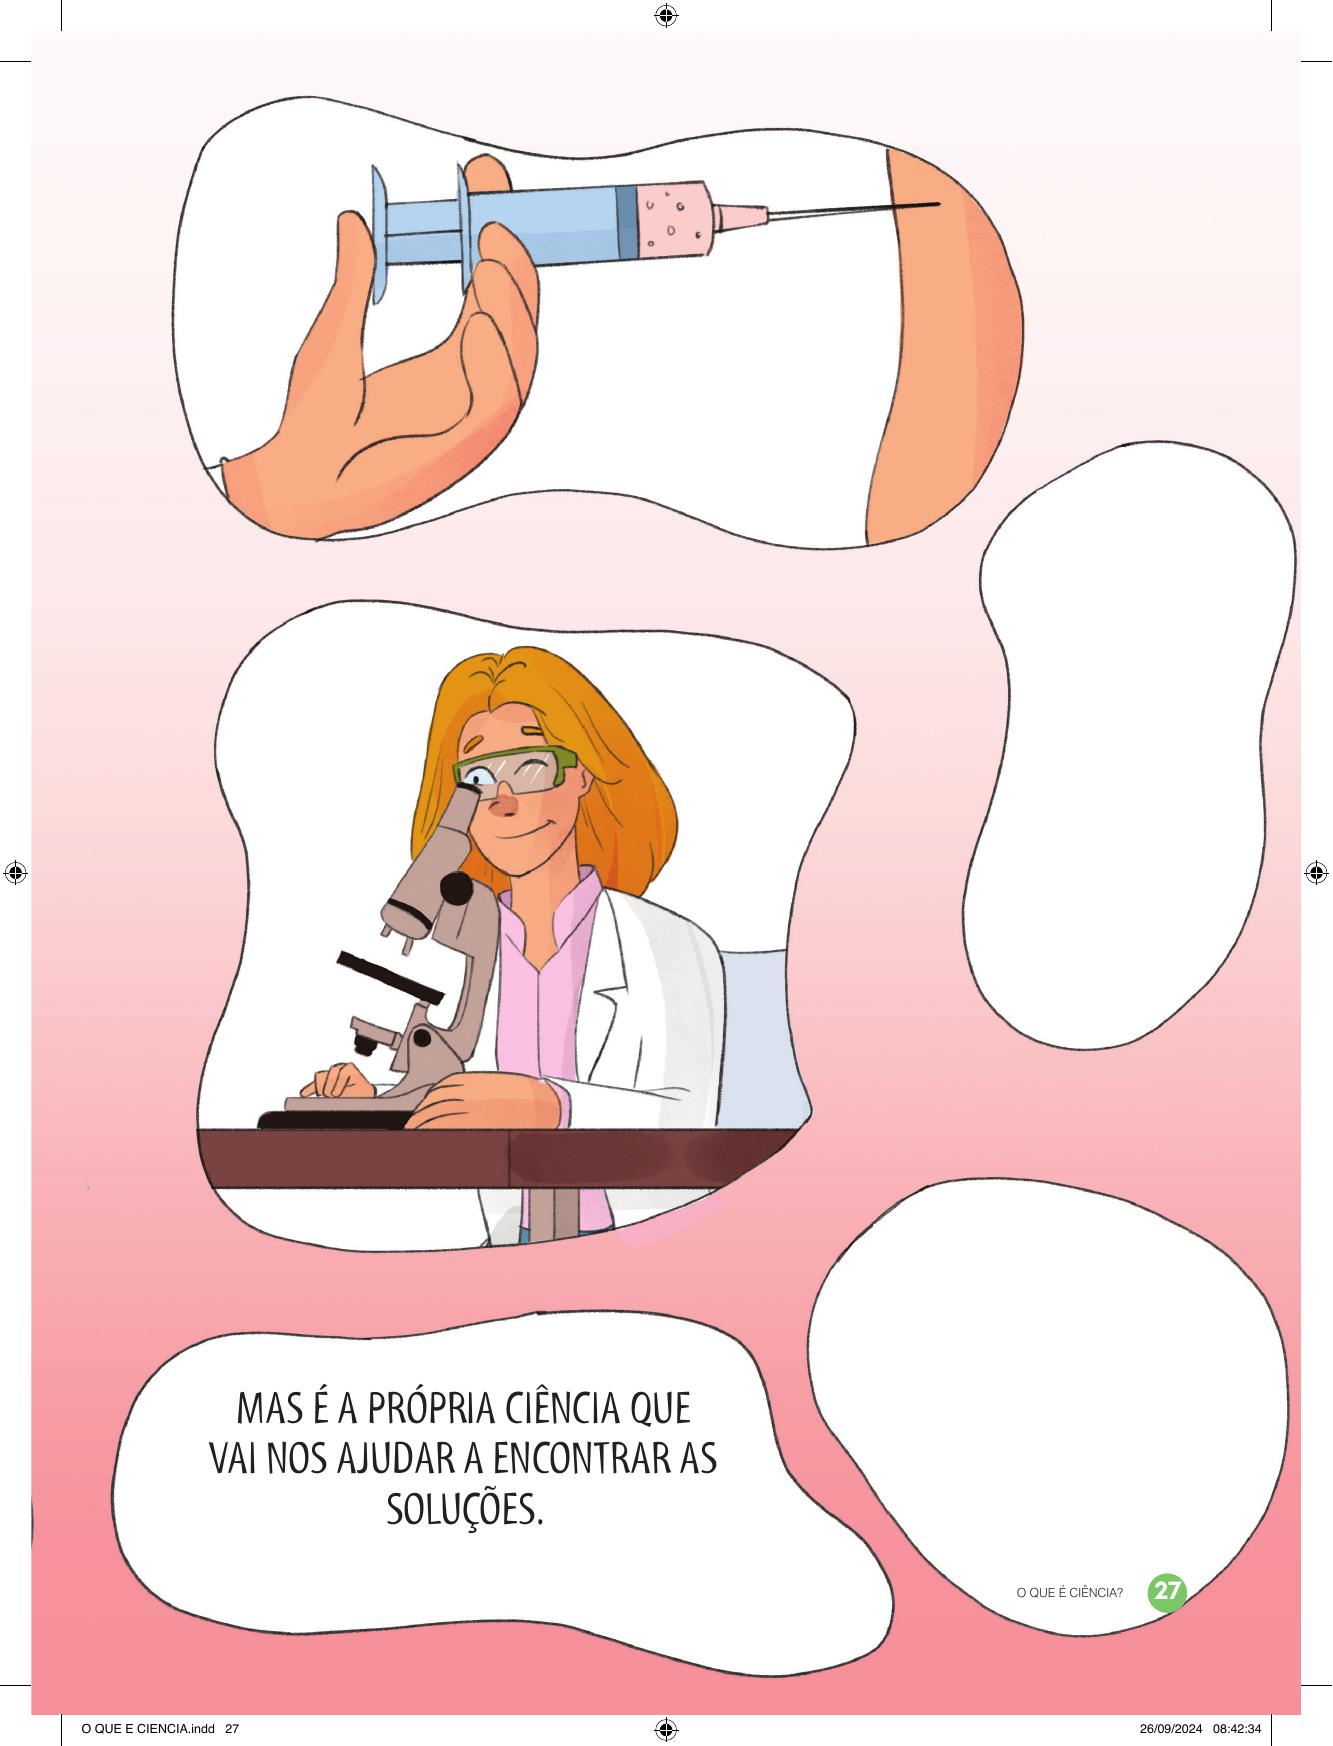 MAS É A PRÓPRIA CIÊNCIA QUE
VAI NOS AJUDAR A ENCONTRAR AS
SOLUÇÕES.
O QUE É CIÊNCIA? 27
O QUE E CIENCIA.indd 27 26/09/2024 08:42:34